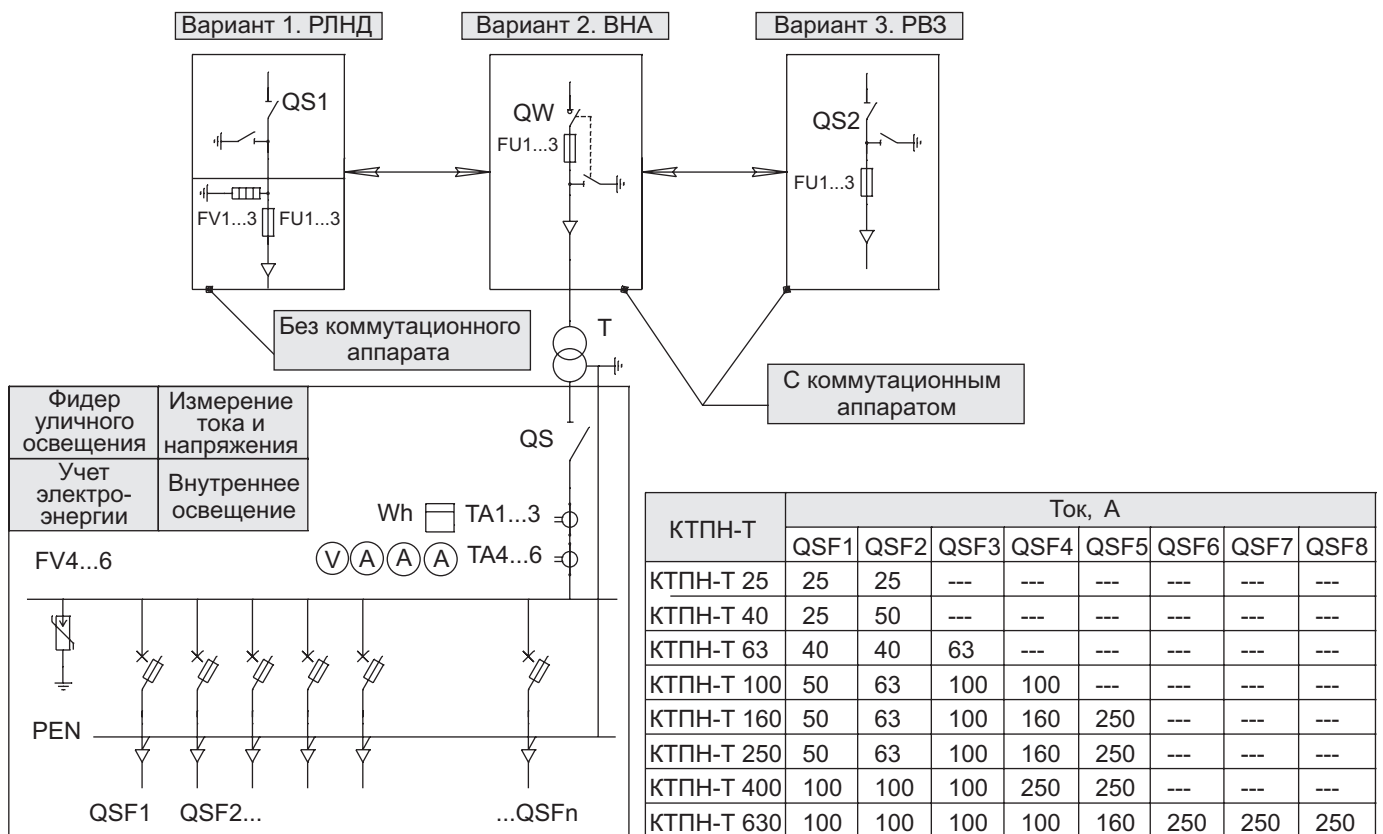 Вариант 1. РЛНД
Вариант 2. ВНА
Вариант 3. РВЗ
QS1
QW
FU1...3
QS2
FU1...3
FV1...3 FU1...3
Без коммутационного
аппарата
T
С коммутационным
аппаратом
Фидер
уличного
освещения
Измерение
тока и
напряжения
Учет
электро-
энергии
Внутреннее
освещение
QS
Wh TA1...3
V A A A TA4...6
FV4...6
PEN
QSF1 QSF2... ...QSFn
КТПН-Т Ток, А
QSF1 QSF2 QSF3 QSF4 QSF5 QSF6 QSF7 QSF8
КТПН-Т 25 25 25 --- --- --- --- --- ---
КТПН-Т 40 25 50 --- --- --- --- --- ---
КТПН-Т 63 40 40 63 --- --- --- --- ---
КТПН-Т 100 50 63 100 100 --- --- --- ---
КТПН-Т 160 50 63 100 160 250 --- --- ---
КТПН-Т 250 50 63 100 160 250 --- --- ---
КТПН-Т 400 100 100 100 250 250 --- --- ---
КТПН-Т 630 100 100 100 100 160 250 250 250